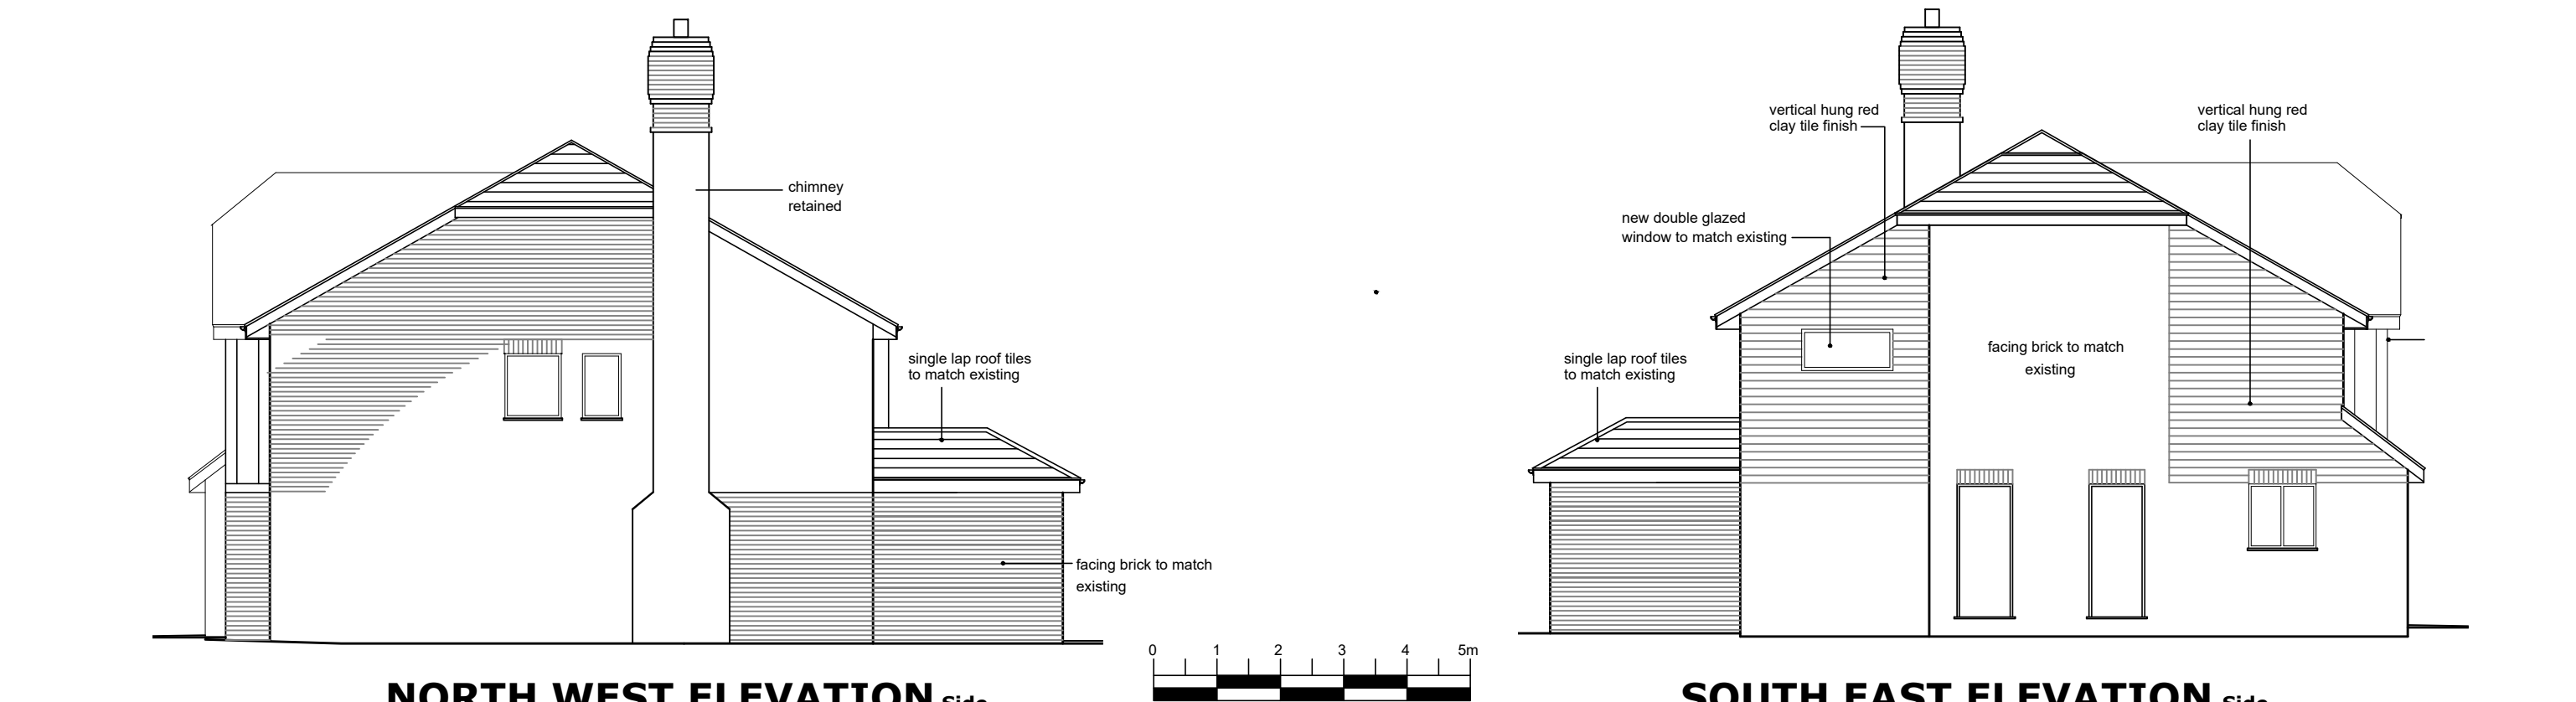 chimney
retained
single lap roof tiles
to match existing
facing brick to match
existing
0 1 2 3 4 5m
NORTH WEST ELEVATION Side
vertical hung red
clay tile finish
vertical hung red
clay tile finish
new double glazed
window to match existing
single lap roof tiles
to match existing
facing brick to match
existing
SOUTH EAST ELEVATION Side